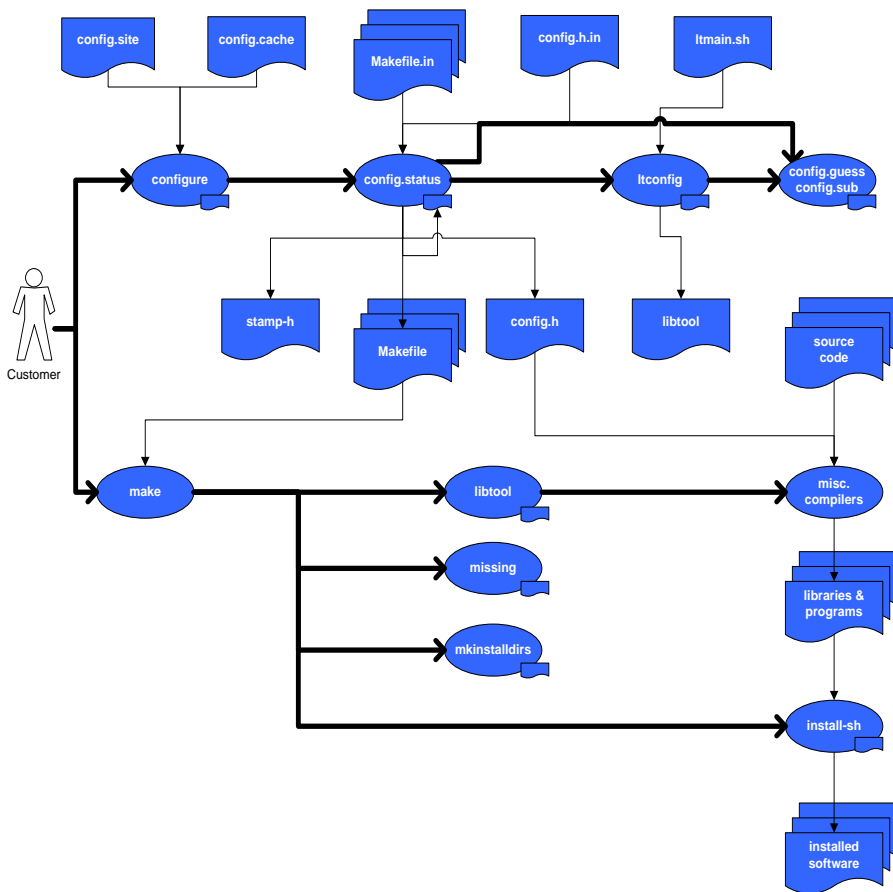 config.site
config.cache
Makefile.in
config.h.in
ltmain.sh
configure
config.status
ltconfig
config.guess
config.sub
Customer
stamp-h
Makefile
config.h
libtool
source
code
make
libtool
misc.
compilers
missing
libraries &
programs
mkinstalldirs
install-sh
installed
software